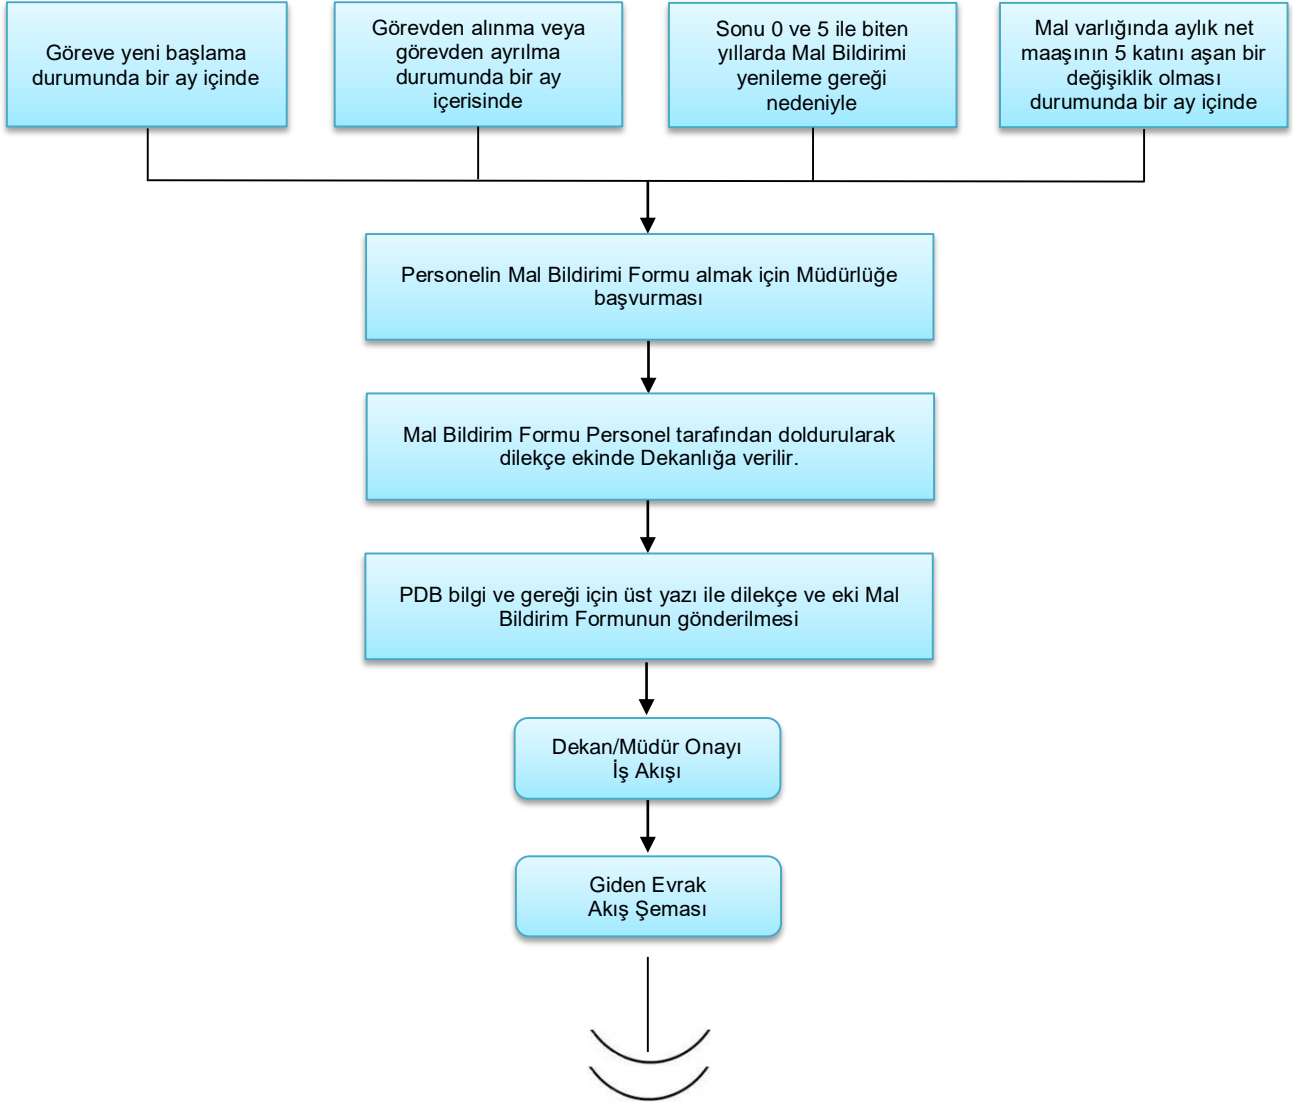 Göreve yeni başlama
durumunda bir ay içinde
Görevden alınma veya
görevden ayrılma
durumunda bir ay
içerisinde
Sonu 0 ve 5 ile biten
yıllarda Mal Bildirimi
yenileme gereği
nedeniyle
Mal varlığında aylık net
maaşının 5 katını aşan bir
değişiklik olması
durumunda bir ay içinde
Personelin Mal Bildirimi Formu almak için Müdürlüğe
başvurması
Mal Bildirim Formu Personel tarafından doldurularak
dilekçe ekinde Dekanlığa verilir.
PDB bilgi ve gereği için üst yazı ile dilekçe ve eki Mal
Bildirim Formunun gönderilmesi
Dekan/Müdür Onayı
İş Akışı
Giden Evrak
Akış Şeması